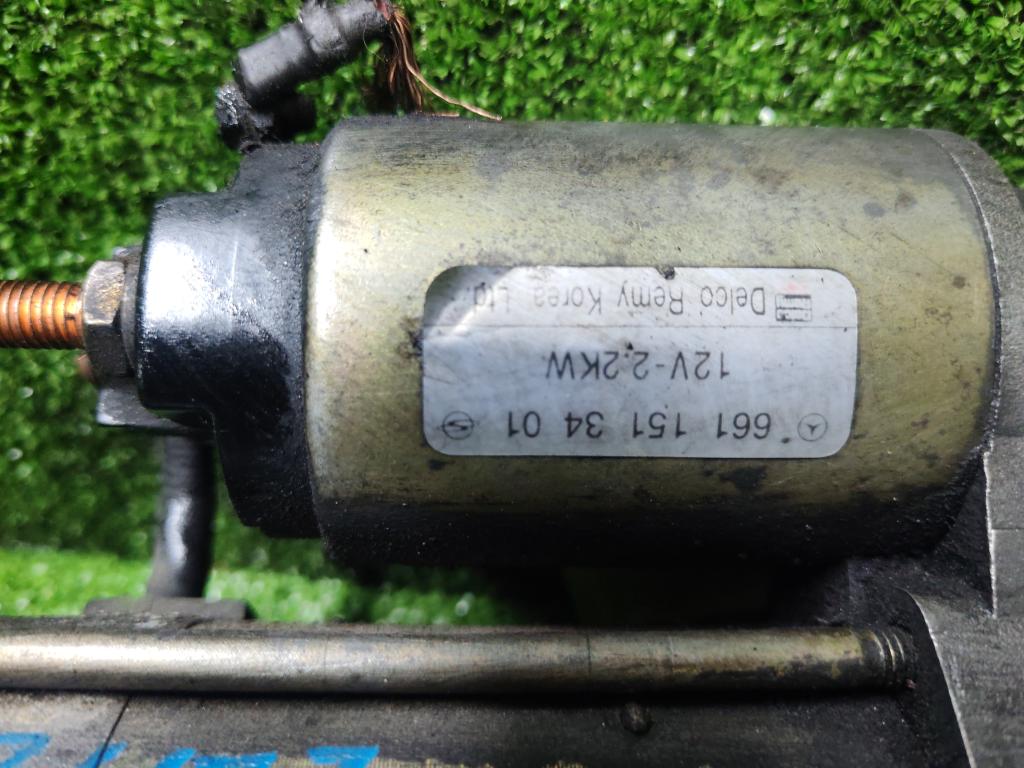 Delco Remy Korea Ltd.
12V-2.2KW
661 151 34 01